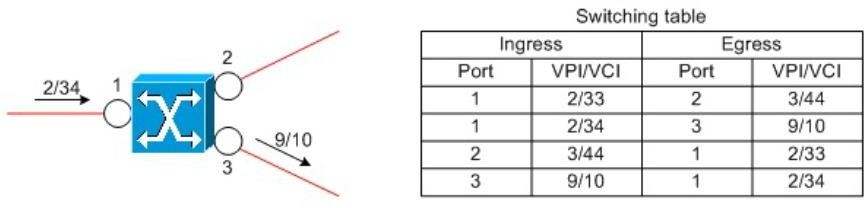 2/34
1
2
3
9/10
Switching table
Ingress Egress
Port VPI/VCI Port VPI/VCI
1 2/33 2 3/44
1 2/34 3 9/10
2 3/44 1 2/33
3 9/10 1 2/34